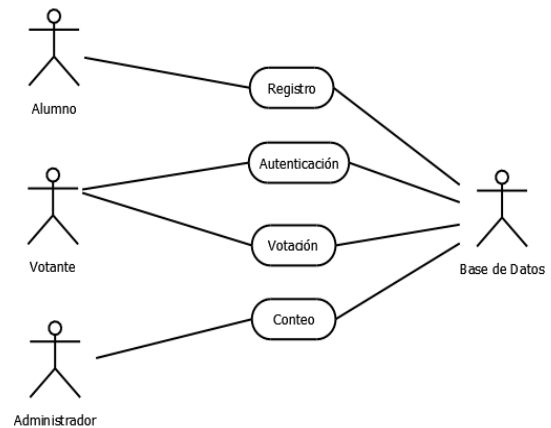 Alumno
Registro
Autenticación
Votante
Votación
Base de Datos
Conteo
Administrador